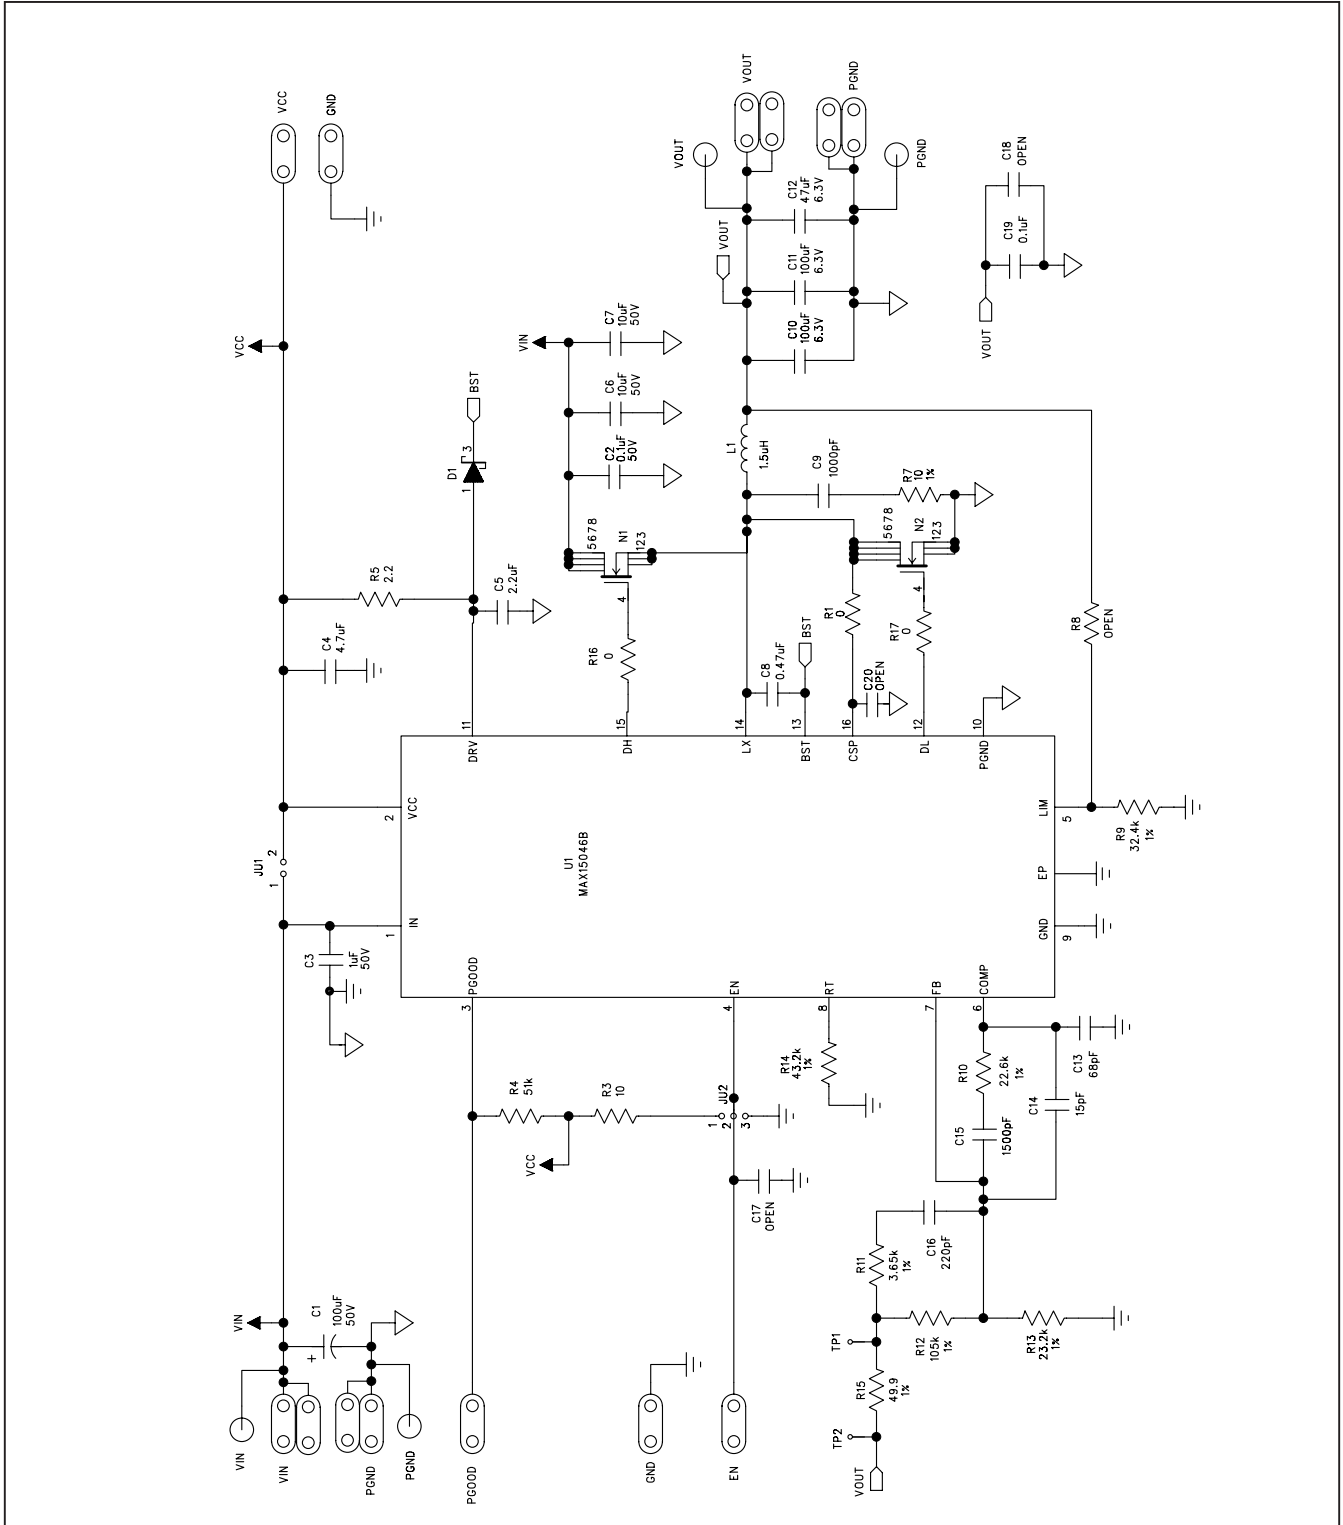 VCC
GND
VCC
BST
D1
1
3
R5
2.2
C4
4.7uF
C5
2.2uF
JU1
1
2
C3
1uF
50V
VIN
C1
100uF
50V
+
VIN
VIN
PGND
PGND
PGOOD
GND
EN
VIN
C7
10uF
50V
C6
10uF
50V
C2
0.1uF
50V
5678
N1
123
4
R16
0
VOUT
PGND
VOUT
PGND
VOUT
C12
47uF
6.3V
C11
100uF
6.3V
C10
100uF
6.3V
C18
OPEN
C19
0.1uF
VOUT
L1
1.5uH
C9
1000pF
R7
10
1%
5678
N2
123
4
R1
0
R17
0
C8
0.47uF
BST
C20
OPEN
R8
OPEN
R9
32.4k
1%
U1
MAX15046B
DRV
11
DH
15
LX
14
BST
13
CSP
16
DL
12
PGND
10
2
VCC
1
IN
3
PGOOD
4
EN
8
RT
7
FB
6
COMP
LIM
5
EP
GND
9
R4
51k
R3
10
VCC
JU2
1
2
3
C17
OPEN
R14
43.2k
1%
R10
22.6k
1%
C13
68pF
C14
15pF
C15
1500pF
C16
220pF
R11
3.65k
1%
R12
105k
1%
R13
23.2k
1%
TP1
R15
49.9
1%
TP2
VOUT